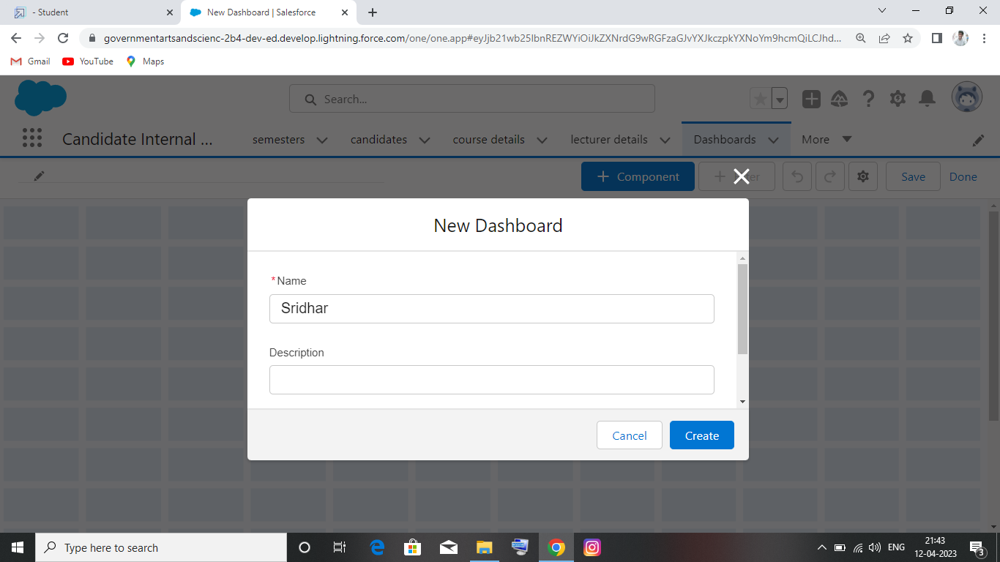 - Student
New Dashboard | Salesforce
governmentartsandscienc-2b4-dev-ed.develop.lightning.force.com/one/one.app#eyJjb21wb25lbnREZWYiOiJkZXNrdG9wRGFzaGJvYXJkczpkYXNoYm9hcmQiLCJhd...
Gmail
YouTube
Maps
Search...
Candidate Internal ...
semesters
candidates
course details
lecturer details
Dashboards
More
+ Component
+
Save
Done
New Dashboard
*Name
Sridhar
Description
Cancel
Create
Type here to search
ENG
21:43
12-04-2023
3